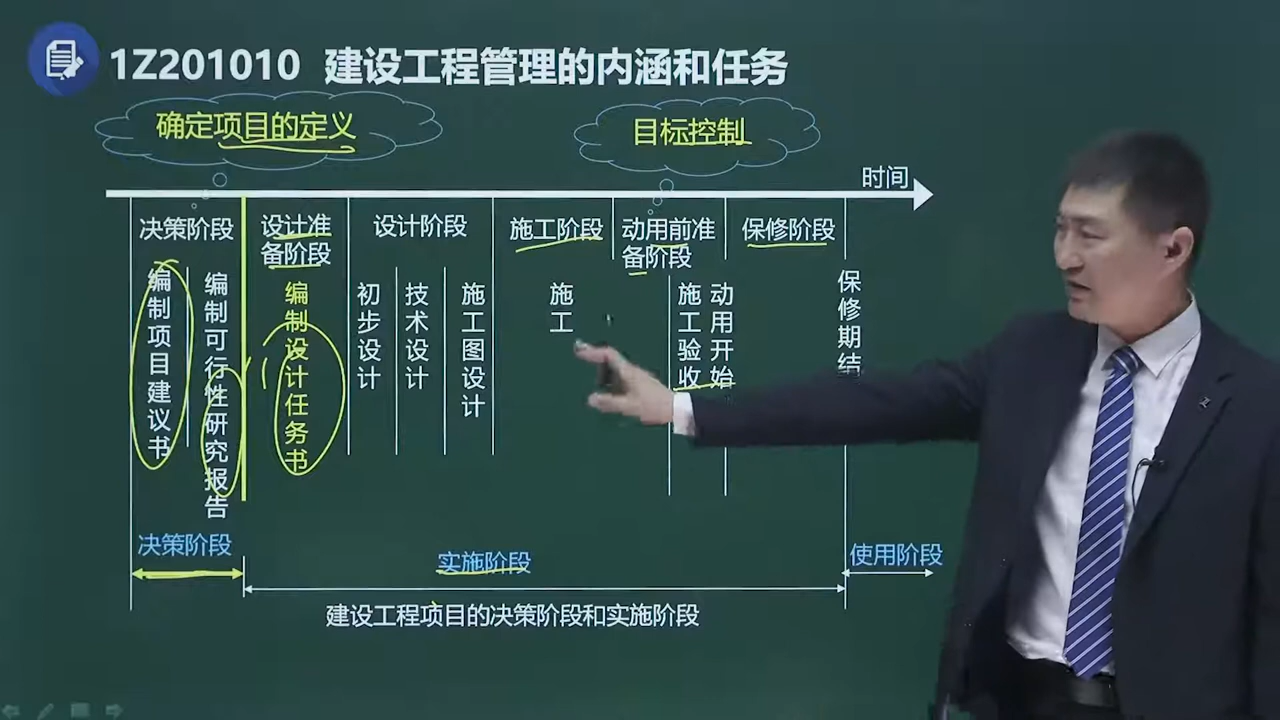 1Z201010 建设工程管理的内涵和任务
确定项目的定义
目标控制
时间
决策阶段
设计准备阶段
设计阶段
施工阶段
动用前准备阶段
保修阶段
编制项目建议书
编制可行性研究报告
编制设计任务书
初步设计
技术设计
施工图设计
施工
施工验收
动用开始
保修期结
决策阶段
实施阶段
使用阶段
建设工程项目的决策阶段和实施阶段